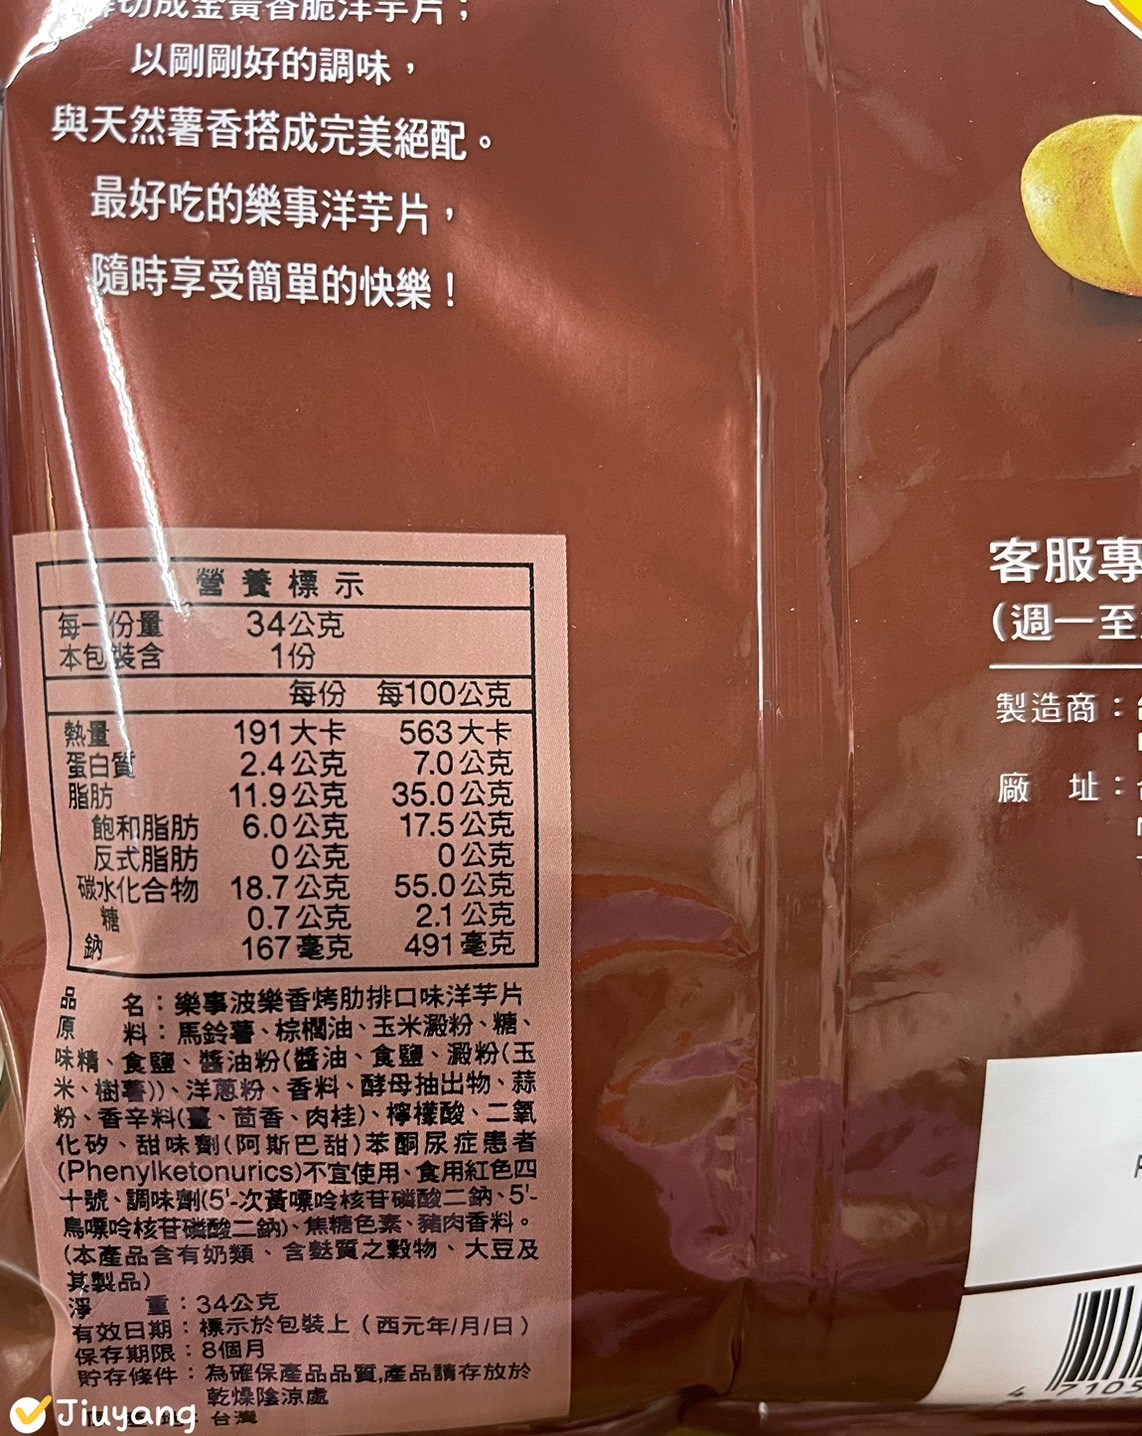 切成金黃香脆洋芋片；
以剛剛好的調味，
與天然薯香搭成完美絕配。
最好吃的樂事洋芋片，
隨時享受簡單的快樂！
營養標示
每一份量 34公克
本包裝含 1份
每份 每100公克
熱量 191大卡 563大卡
蛋白質 2.4公克 7.0公克
脂肪 11.9公克 35.0公克
飽和脂肪 6.0公克 17.5公克
反式脂肪 0公克 0公克
碳水化合物 18.7公克 55.0公克
糖 0.7公克 2.1公克
鈉 167毫克 491毫克
品 名：樂事波樂香烤肋排口味洋芋片
原 料：馬鈴薯、棕櫚油、玉米澱粉、糖、
味精、食鹽、醬油粉(醬油、食鹽、澱粉(玉
米、樹薯))、洋蔥粉、香料、酵母抽出物、蒜
粉、香辛料(薑、茴香、肉桂)、檸檬酸、二氧
化矽、甜味劑(阿斯巴甜)苯酮尿症患者
(Phenylketonurics)不宜使用、食用紅色四
十號、調味劑(5'-次黃嘌呤核苷磷酸二鈉、5'-
鳥嘌呤核苷磷酸二鈉)、焦糖色素、豬肉香料。
(本產品含有奶類、含麩質之穀物、大豆及
其製品)
淨 重：34公克
有效日期：標示於包裝上（西元年/月/日）
保存期限：8個月
貯存條件：為確保產品品質,產品請存放於
乾燥陰涼處
台灣
客服專
(週一至
製造商：
廠 址：
4 7105
Jiuyang